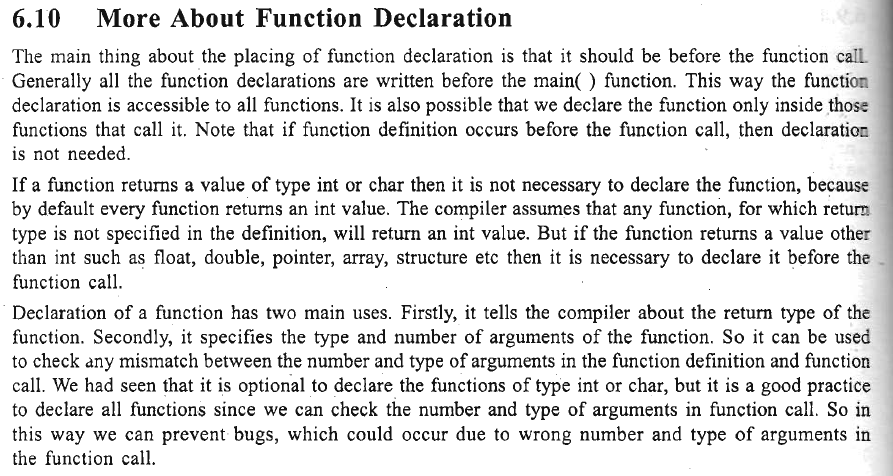 6.10 More About Function Declaration
The main thing about the placing of function declaration is that it should be before the function call.
Generally all the function declarations are written before the main( ) function. This way the function
declaration is accessible to all functions. It is also possible that we declare the function only inside those
functions that call it. Note that if function definition occurs before the function call, then declaration
is not needed.
If a function returns a value of type int or char then it is not necessary to declare the function, because
by default every function returns an int value. The compiler assumes that any function, for which return
type is not specified in the definition, will return an int value. But if the function returns a value other
than int such as float, double, pointer, array, structure etc then it is necessary to declare it before the
function call.
Declaration of a function has two main uses. Firstly, it tells the compiler about the return type of the
function. Secondly, it specifies the type and number of arguments of the function. So it can be used
to check any mismatch between the number and type of arguments in the function definition and function
call. We had seen that it is optional to declare the functions of type int or char, but it is a good practice
to declare all functions since we can check the number and type of arguments in function call. So in
this way we can prevent bugs, which could occur due to wrong number and type of arguments in
the function call.